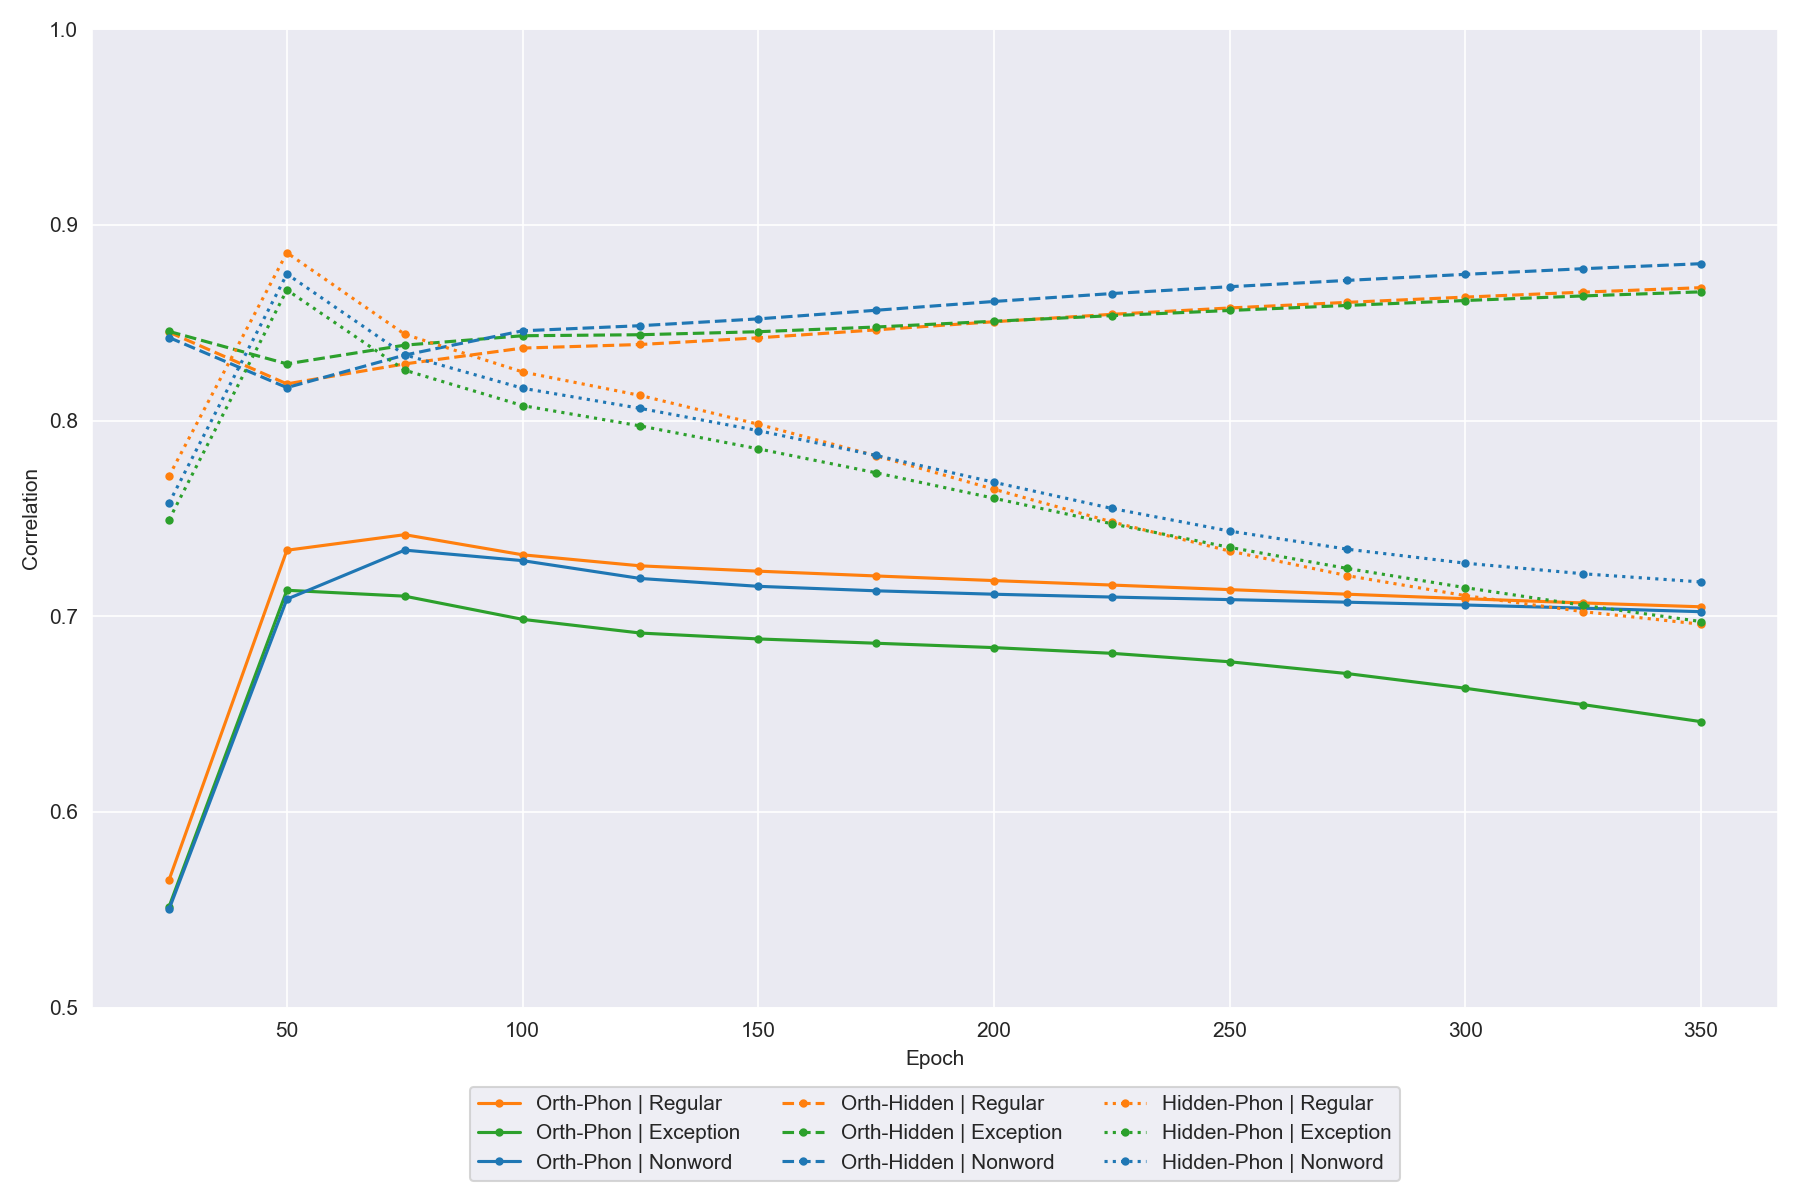 1.0
0.9
0.8
0.7
0.6
0.5
Correlation
50 100 150 200 250 300 350
Epoch
Orth-Phon | Regular Orth-Hidden | Regular Hidden-Phon | Regular
Orth-Phon | Exception Orth-Hidden | Exception Hidden-Phon | Exception
Orth-Phon | Nonword Orth-Hidden | Nonword Hidden-Phon | Nonword